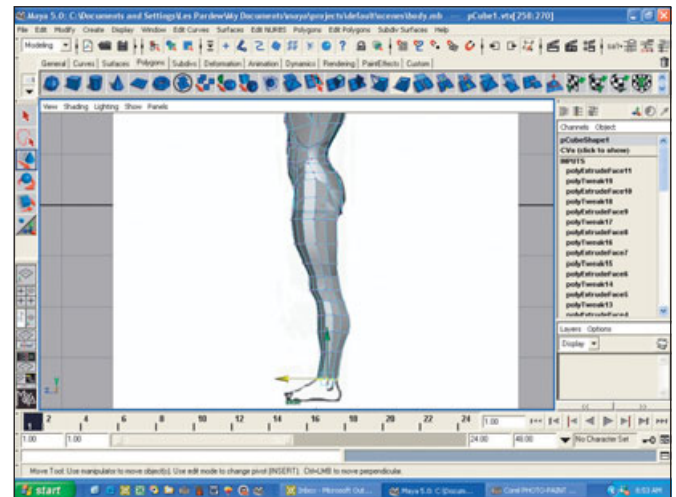 Maya 5.0: C:\Documents and Settings\Les Pardew\My Documents\maya\projects\default\scenes\body.mb --- pCube1.vtx[258:270]
File Edit Modify Create Display Window Edit Curves Surfaces Edit NURBS Polygons Edit Polygons Subdiv Surfaces Help
Modeling
General Curves Surfaces Polygons Subdivs Deformation Animation Dynamics Rendering PaintEffects Custom
View Shading Lighting Show Panels
Channels Object
pCubeShape1
CVs (click to show)
INPUTS
polyExtrudeFace11
polyTweak19
polyExtrudeFace10
polyTweak18
polyExtrudeFace9
polyTweak17
polyExtrudeFace8
polyTweak16
polyExtrudeFace7
polyTweak15
polyExtrudeFace6
polyTweak14
polyExtrudeFace5
polyTweak13
polyExtrudeFace4
Layers Options
Display
2 4 6 8 10 12 14 16 18 20 22 24 1.00
1.00 1.00 24.00 48.00 No Character Set
Move Tool: Use manipulator to move object(s). Use edit mode to change pivot (INSERT). Ctrl+LMB to move perpendicular.
start Inbox - Microsoft Out... Maya 5.0: C:\Docum... Corel PHOTO-PAINT ... 8:53 AM